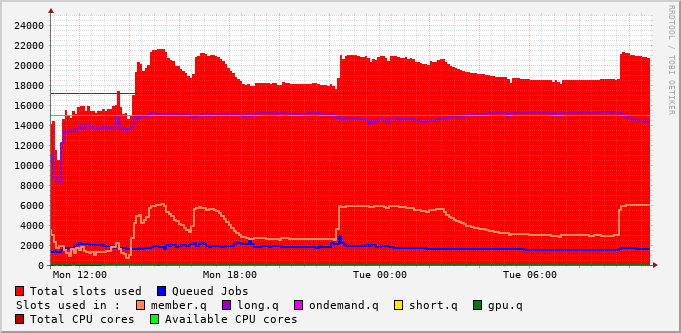 RRDTOOL / TOBI OETIKER
24000
22000
20000
18000
16000
14000
12000
10000
8000
6000
4000
2000
0
Mon 12:00 Mon 18:00 Tue 00:00 Tue 06:00
Total slots used Queued Jobs
Slots used in : member.q long.q ondemand.q short.q gpu.q
Total CPU cores Available CPU cores